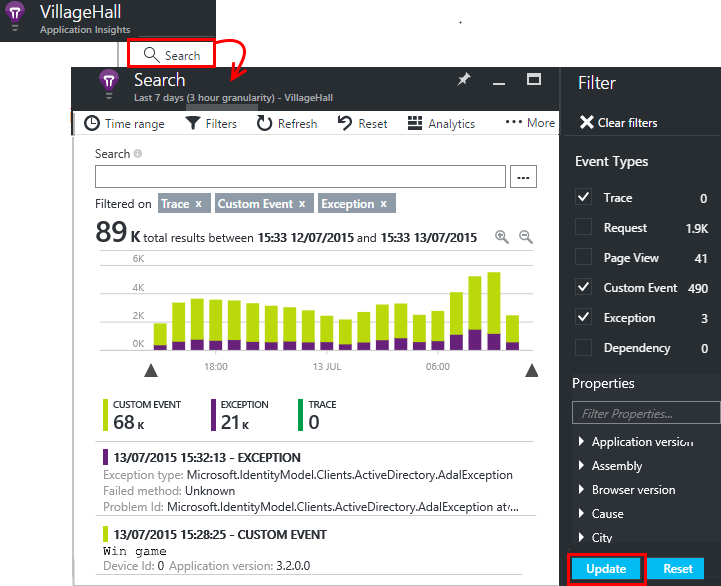 VillageHall
Application Insights
Search
Search
Last 7 days (3 hour granularity) - VillageHall
Time range
Filters
Refresh
Reset
Analytics
More
Search
Filtered on Trace x Custom Event x Exception x
89 K total results between 15:33 12/07/2015 and 15:33 13/07/2015
6K
4K
2K
0K
18:00 13 JUL 06:00
CUSTOM EVENT
68 K
EXCEPTION
21 K
TRACE
0
13/07/2015 15:32:13 - EXCEPTION
Exception type: Microsoft.IdentityModel.Clients.ActiveDirectory.AdalException
Failed method: Unknown
Problem Id: Microsoft.IdentityModel.Clients.ActiveDirectory.AdalException at...
13/07/2015 15:28:25 - CUSTOM EVENT
Win game
Device Id: 0 Application version: 3.2.0.0
Filter
Clear filters
Event Types
Trace 0
Request 1.9K
Page View 41
Custom Event 490
Exception 3
Dependency 0
Properties
Filter Properties...
Application version
Assembly
Browser version
Cause
City
Update
Reset